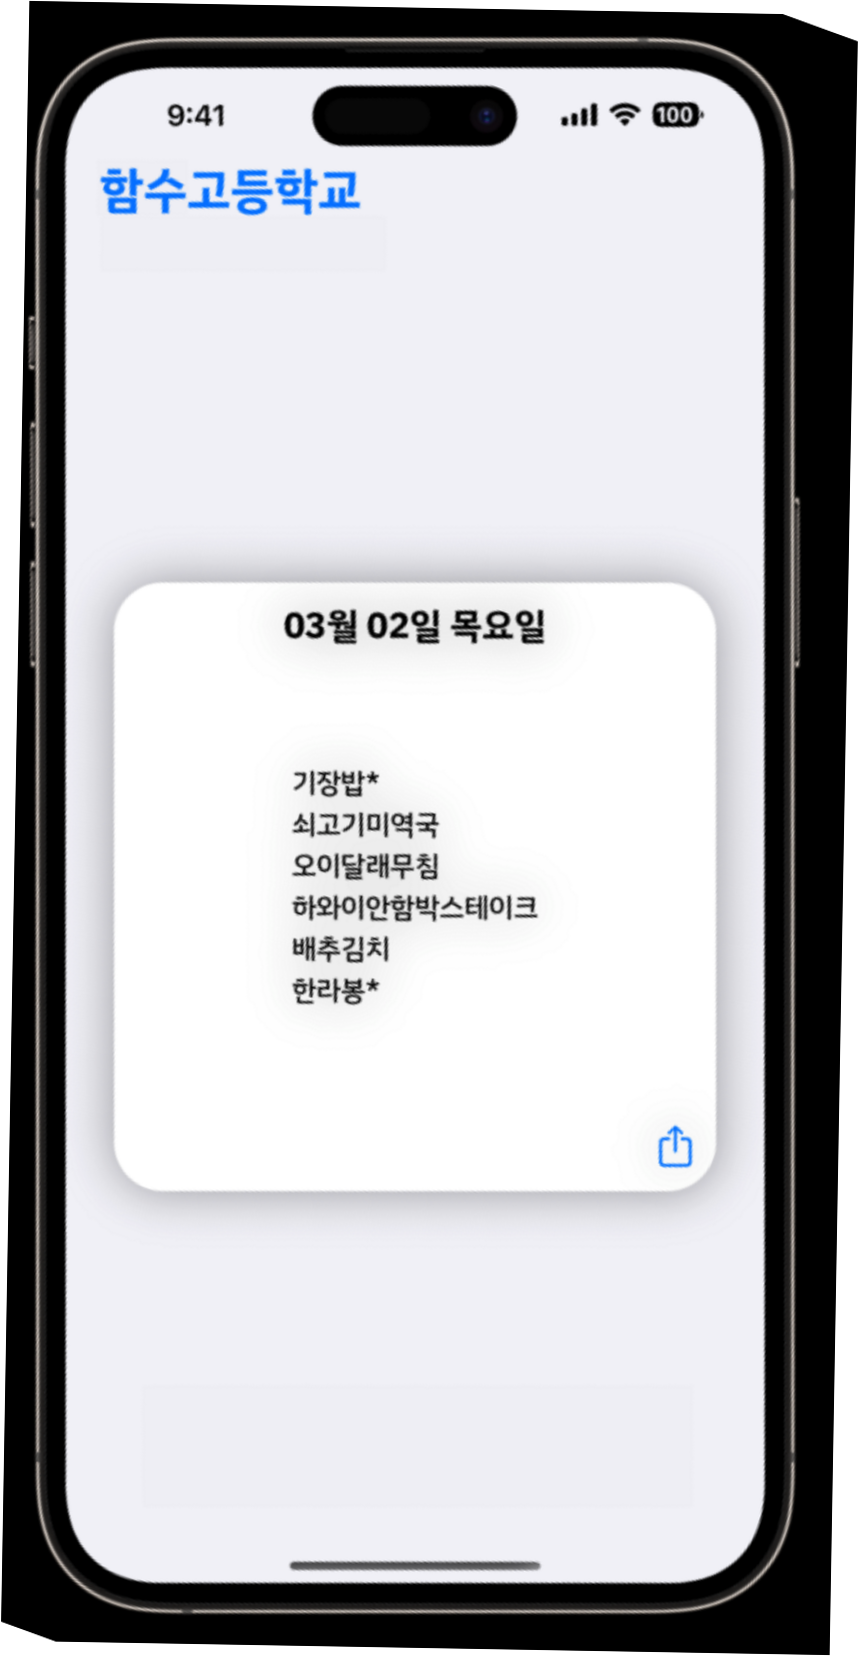 9:41
100
함수고등학교
03월 02일 목요일
기장밥*
쇠고기미역국
오이달래무침
하와이안함박스테이크
배추김치
한라봉*